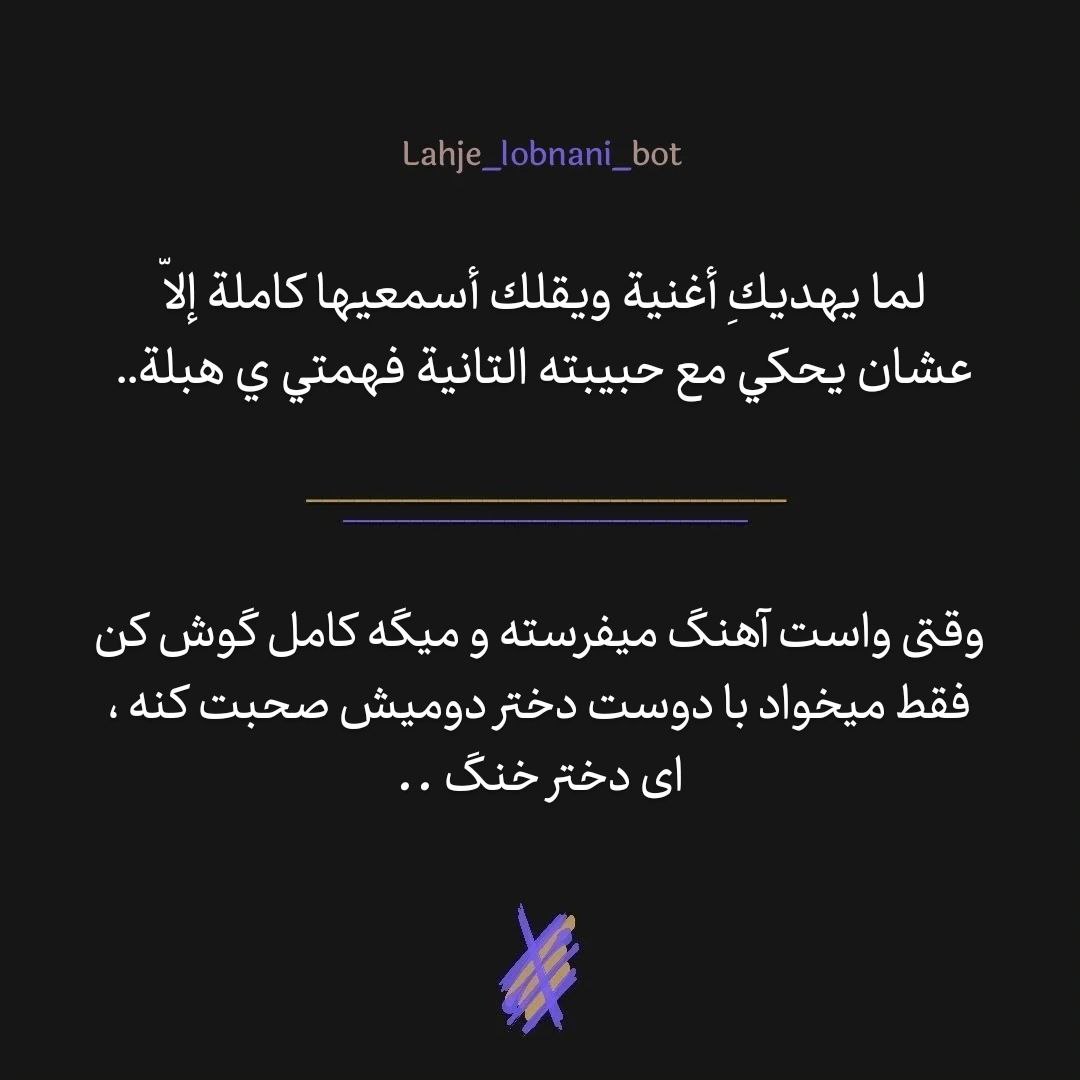 Lahje_lobnani_bot
لما يهديكِ أغنية ويقلك أسمعيها كاملة إلاّ
عشان يحكي مع حبيبته التانية فهمتي ي هبلة..
وقتی واست آهنگ میفرسته و میگه کامل گوش کن
فقط میخواد با دوست دختر دومیش صحبت کنه ،
ای دختر خنگ ..